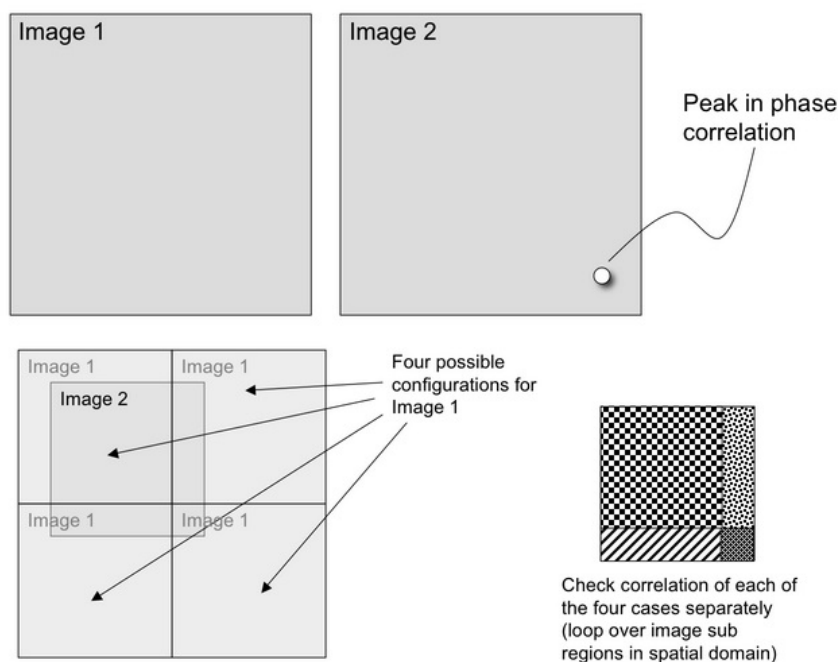 Image 1
Image 2
Peak in phase
correlation
Image 1
Image 1
Image 2
Image 1
Image 1
Four possible
configurations for
Image 1
Check correlation of each of
the four cases separately
(loop over image sub
regions in spatial domain)